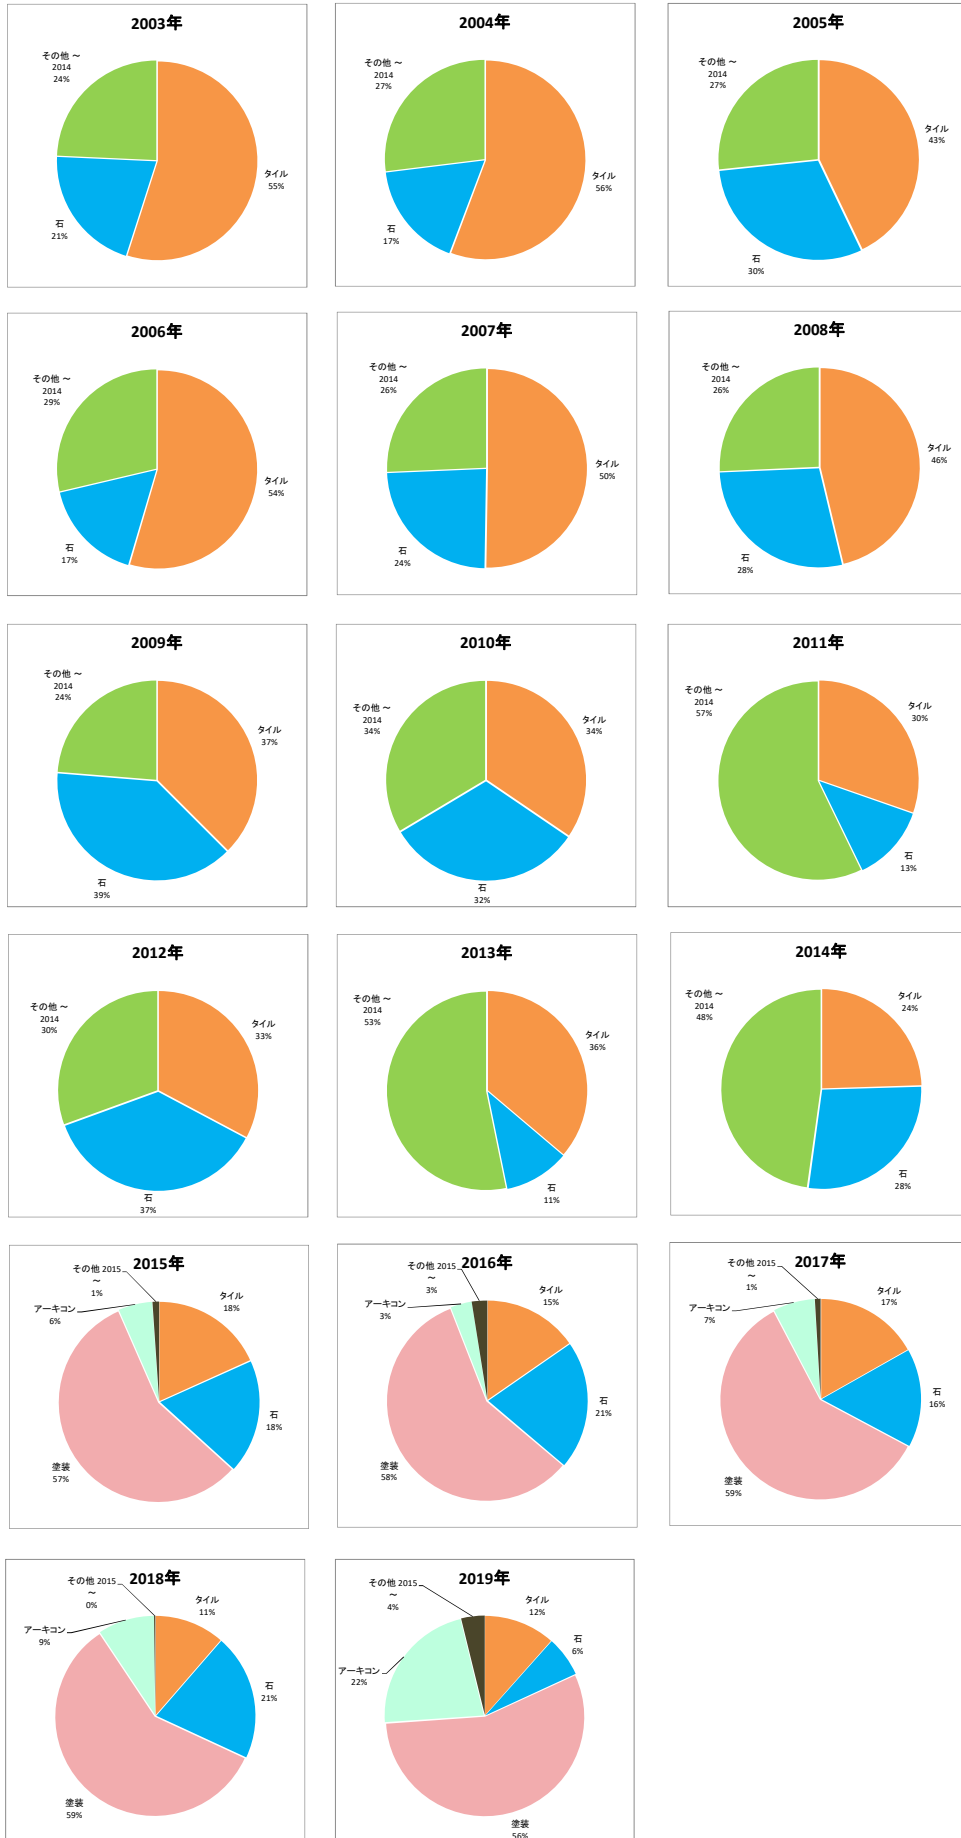 2003年
その他 ～
2014
24%
タイル
55%
石
21%
2004年
その他 ～
2014
27%
タイル
56%
石
17%
2005年
その他 ～
2014
27%
タイル
43%
石
30%
2006年
その他 ～
2014
29%
タイル
54%
石
17%
2007年
その他 ～
2014
26%
タイル
50%
石
24%
2008年
その他 ～
2014
26%
タイル
46%
石
28%
2009年
その他 ～
2014
24%
タイル
37%
石
39%
2010年
その他 ～
2014
34%
タイル
34%
石
32%
2011年
その他 ～
2014
57%
タイル
30%
石
13%
2012年
その他 ～
2014
30%
タイル
33%
石
37%
2013年
その他 ～
2014
53%
タイル
36%
石
11%
2014年
その他 ～
2014
48%
タイル
24%
石
28%
2015年
その他 2015
～
1%
アーキコン
6%
タイル
18%
石
18%
塗装
57%
2016年
その他 2015
～
3%
アーキコン
3%
タイル
15%
石
21%
塗装
58%
2017年
その他 2015
～
1%
アーキコン
7%
タイル
17%
石
16%
塗装
59%
2018年
その他 2015
～
0%
アーキコン
9%
タイル
11%
石
21%
塗装
59%
2019年
その他 2015
～
4%
アーキコン
22%
タイル
12%
石
6%
塗装
56%